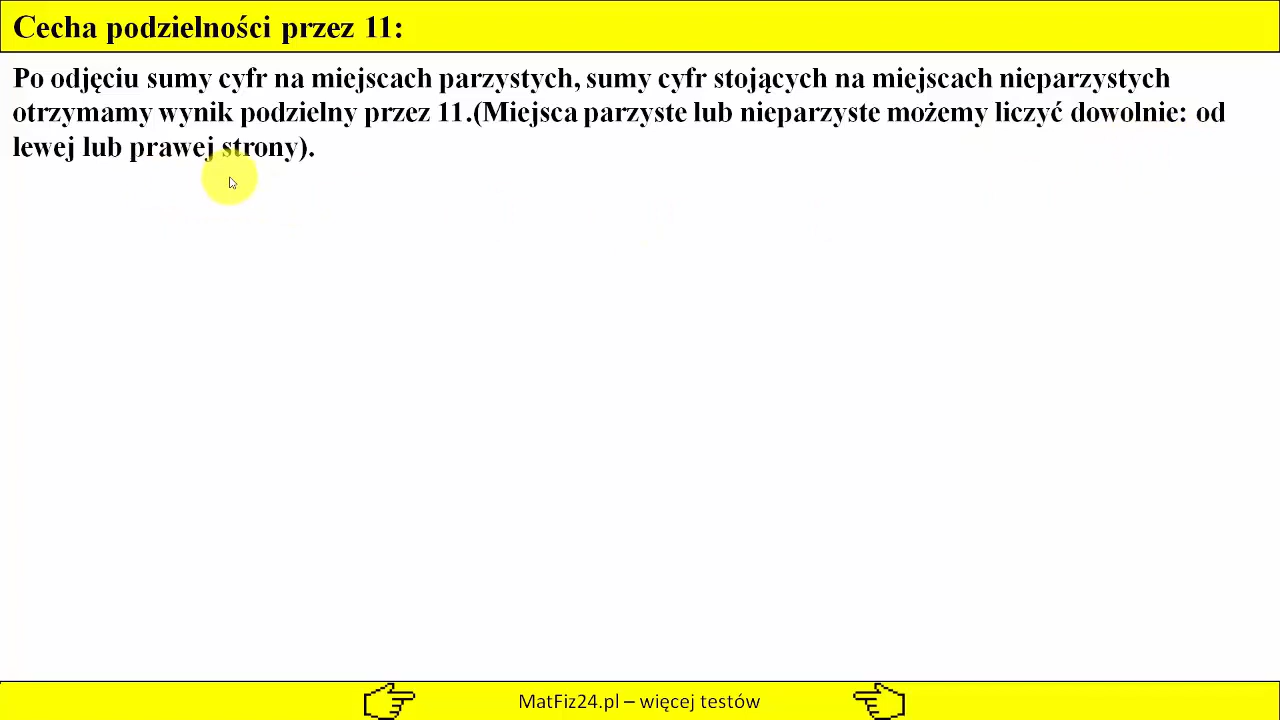 Cecha podzielności przez 11:
Po odjęciu sumy cyfr na miejscach parzystych, sumy cyfr stojących na miejscach nieparzystych
otrzymamy wynik podzielny przez 11.(Miejsca parzyste lub nieparzyste możemy liczyć dowolnie: od
lewej lub prawej strony).
MatFiz24.pl – więcej testów